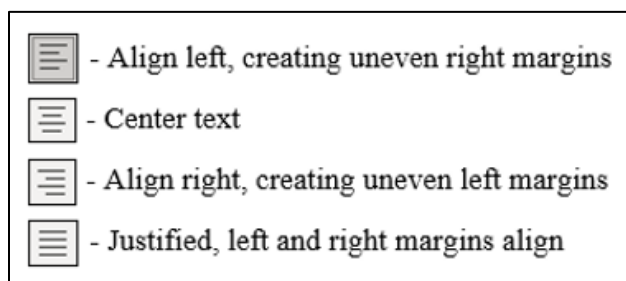 - Align left, creating uneven right margins
- Center text
- Align right, creating uneven left margins
- Justified, left and right margins align